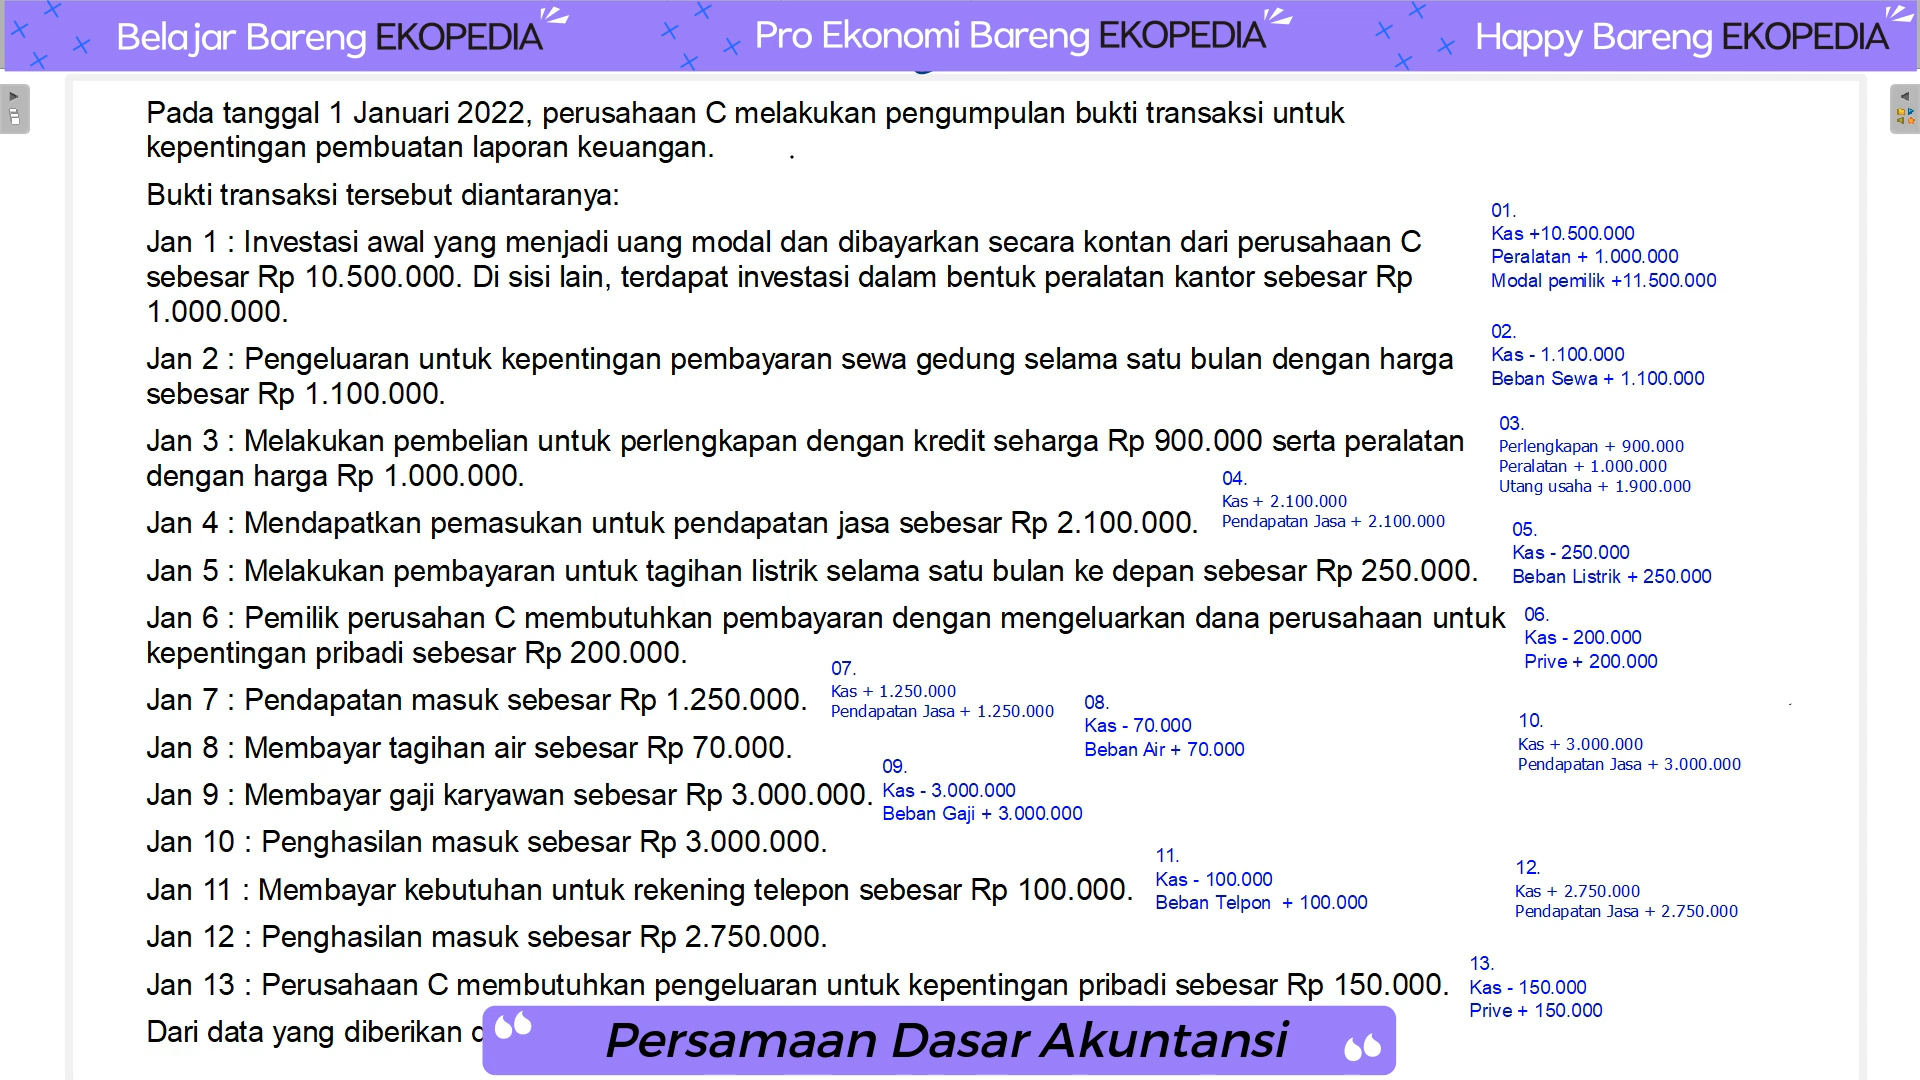 Belajar Bareng EKOPEDIA
Pro Ekonomi Bareng EKOPEDIA
Happy Bareng EKOPEDIA
Pada tanggal 1 Januari 2022, perusahaan C melakukan pengumpulan bukti transaksi untuk
kepentingan pembuatan laporan keuangan.
Bukti transaksi tersebut diantaranya:
Jan 1 : Investasi awal yang menjadi uang modal dan dibayarkan secara kontan dari perusahaan C
sebesar Rp 10.500.000. Di sisi lain, terdapat investasi dalam bentuk peralatan kantor sebesar Rp
1.000.000.
01.
Kas +10.500.000
Peralatan + 1.000.000
Modal pemilik +11.500.000
Jan 2 : Pengeluaran untuk kepentingan pembayaran sewa gedung selama satu bulan dengan harga
sebesar Rp 1.100.000.
02.
Kas - 1.100.000
Beban Sewa + 1.100.000
Jan 3 : Melakukan pembelian untuk perlengkapan dengan kredit seharga Rp 900.000 serta peralatan
dengan harga Rp 1.000.000.
03.
Perlengkapan + 900.000
Peralatan + 1.000.000
Utang usaha + 1.900.000
Jan 4 : Mendapatkan pemasukan untuk pendapatan jasa sebesar Rp 2.100.000.
04.
Kas + 2.100.000
Pendapatan Jasa + 2.100.000
Jan 5 : Melakukan pembayaran untuk tagihan listrik selama satu bulan ke depan sebesar Rp 250.000.
05.
Kas - 250.000
Beban Listrik + 250.000
Jan 6 : Pemilik perusahan C membutuhkan pembayaran dengan mengeluarkan dana perusahaan untuk
kepentingan pribadi sebesar Rp 200.000.
06.
Kas - 200.000
Prive + 200.000
Jan 7 : Pendapatan masuk sebesar Rp 1.250.000.
07.
Kas + 1.250.000
Pendapatan Jasa + 1.250.000
Jan 8 : Membayar tagihan air sebesar Rp 70.000.
08.
Kas - 70.000
Beban Air + 70.000
Jan 9 : Membayar gaji karyawan sebesar Rp 3.000.000.
09.
Kas - 3.000.000
Beban Gaji + 3.000.000
Jan 10 : Penghasilan masuk sebesar Rp 3.000.000.
10.
Kas + 3.000.000
Pendapatan Jasa + 3.000.000
Jan 11 : Membayar kebutuhan untuk rekening telepon sebesar Rp 100.000.
11.
Kas - 100.000
Beban Telpon + 100.000
Jan 12 : Penghasilan masuk sebesar Rp 2.750.000.
12.
Kas + 2.750.000
Pendapatan Jasa + 2.750.000
Jan 13 : Perusahaan C membutuhkan pengeluaran untuk kepentingan pribadi sebesar Rp 150.000.
13.
Kas - 150.000
Prive + 150.000
Dari data yang diberikan
Persamaan Dasar Akuntansi